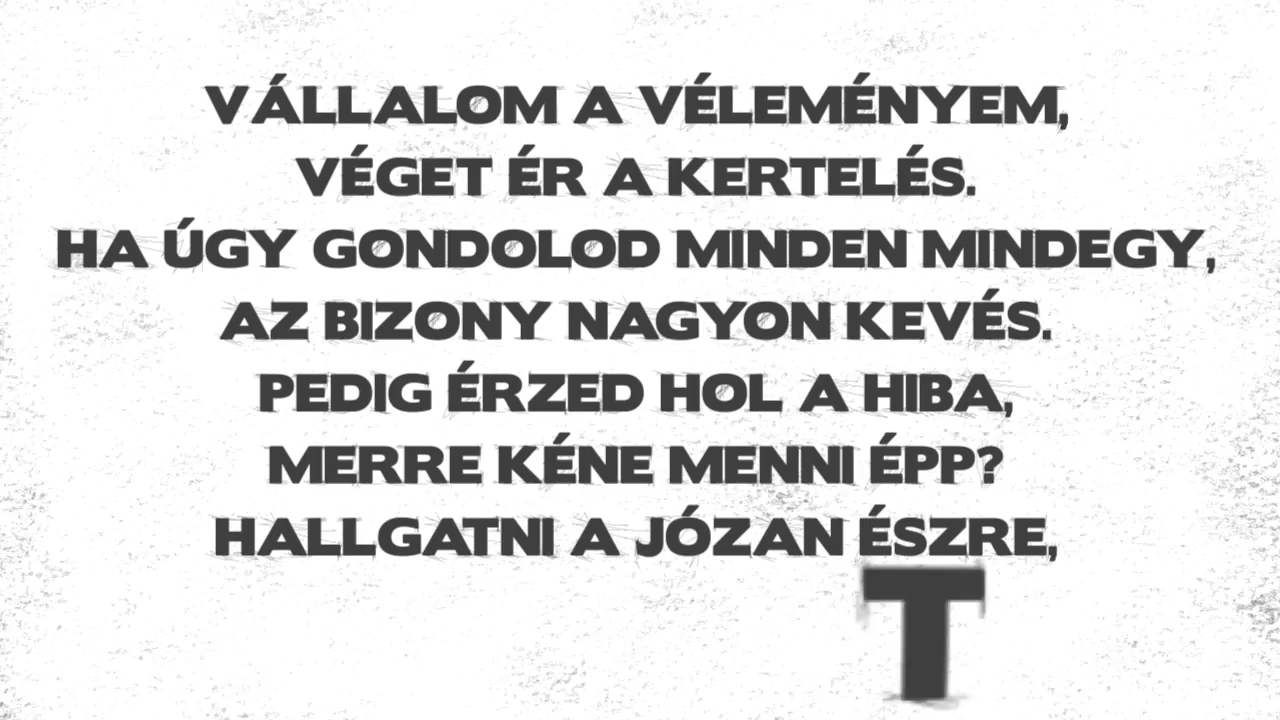 VÁLLALOM A VÉLEMÉNYEM,
VÉGET ÉR A KERTELÉS.
HA ÚGY GONDOLOD MINDEN MINDEGY,
AZ BIZONY NAGYON KEVÉS.
PEDIG ÉRZED HOL A HIBA,
MERRE KÉNE MENNI ÉPP?
HALLGATNI A JÓZAN ÉSZRE,
T